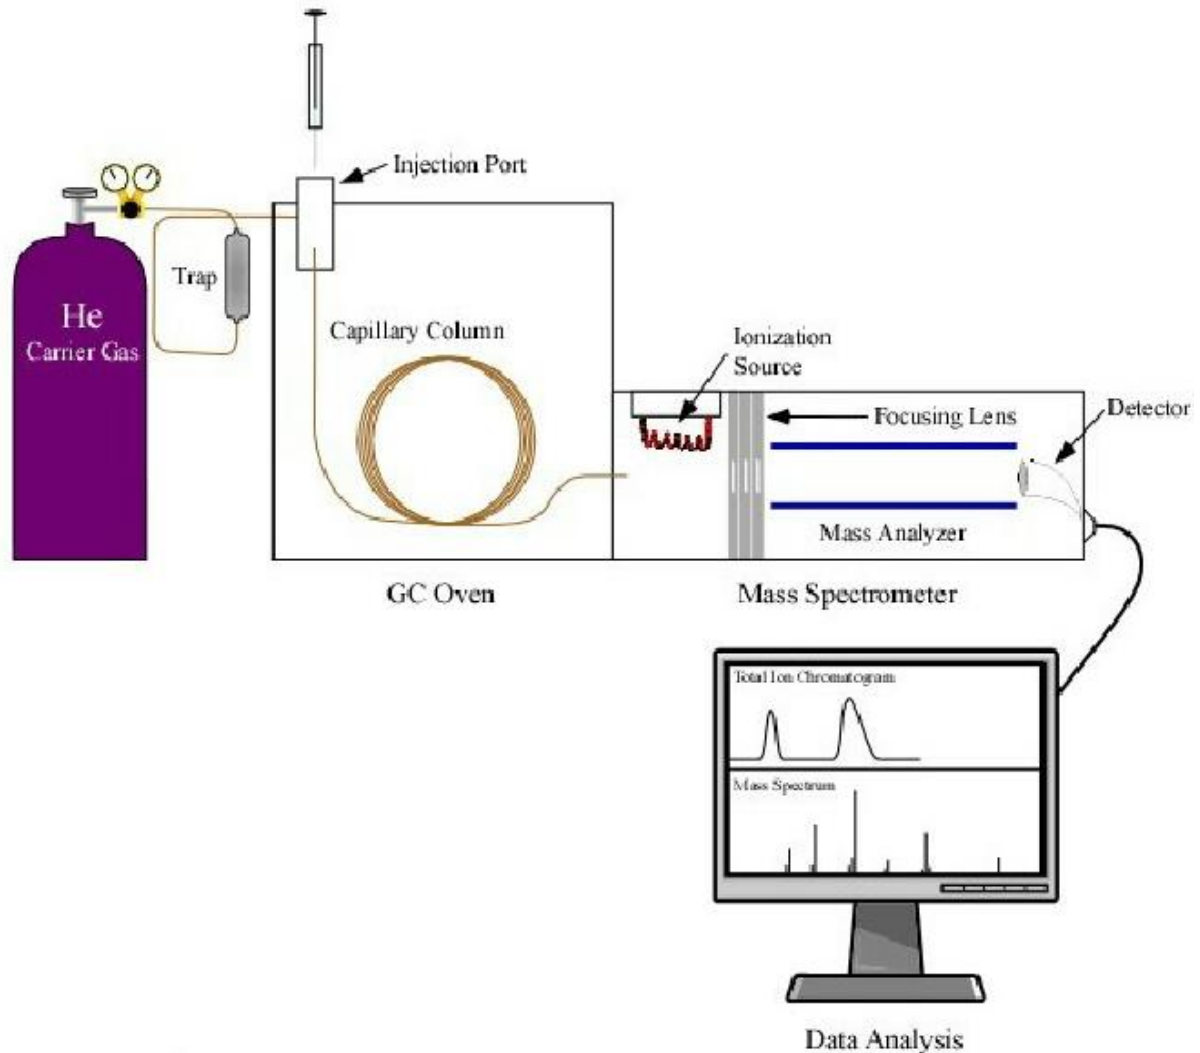 Injection Port
Trap
He
Carrier Gas
Capillary Column
Ionization
Source
Focusing Lens
Detector
Mass Analyzer
GC Oven
Mass Spectrometer
Total Ion Chromatogram
Mass Spectrum
Data Analysis